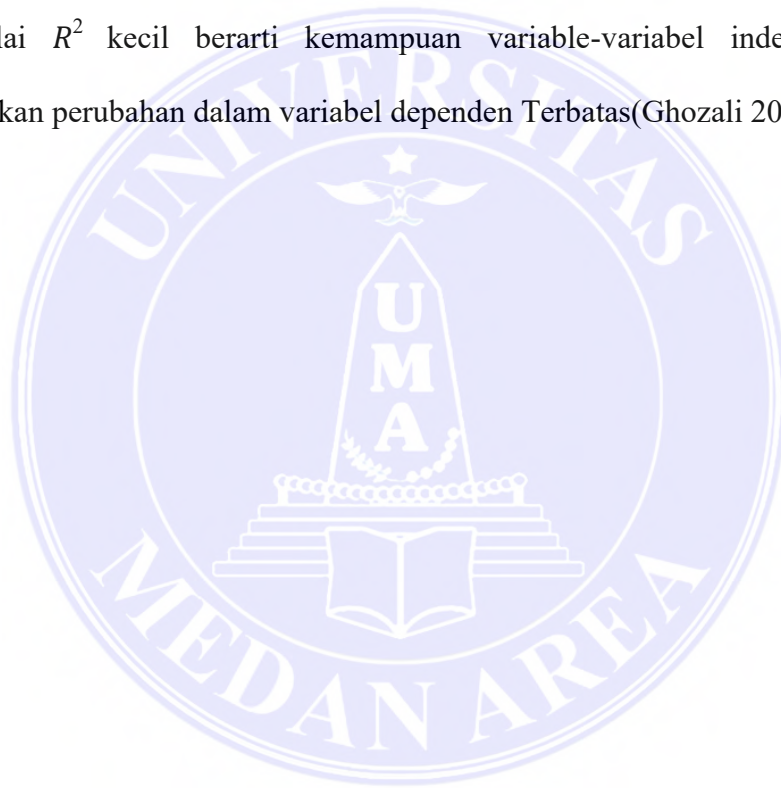 lai R² kecil berarti kemampuan variable-variabel inde
kan perubahan dalam variabel dependen Terbatas(Ghozali 20
UNIVERSITAS
UMA
MEDAN AREA